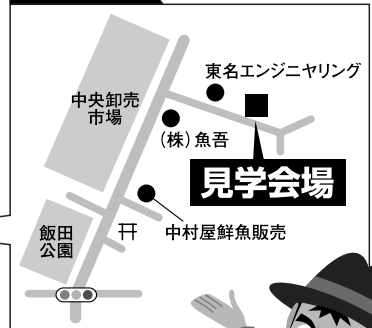 東名エンジニヤリング
中央卸売
市場
(株)魚吾
見学会場
飯田
公園
中村屋鮮魚販売